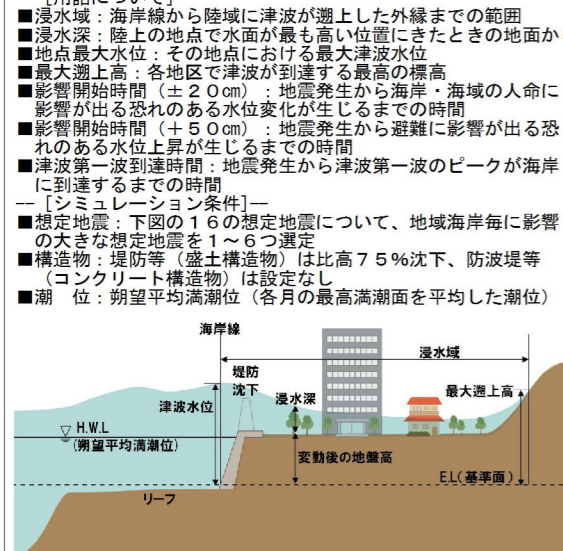 [用語について]
■浸水域：海岸線から陸域に津波が遡上した外縁までの範囲
■浸水深：陸上の地点で水面が最も高い位置にきたときの地面か
■地点最大水位：その地点における最大津波水位
■最大遡上高：各地区で津波が到達する最高の標高
■影響開始時間（±２０㎝）：地震発生から海岸・海域の人命に
影響が出る恐れのある水位変化が生じるまでの時間
■影響開始時間（＋５０㎝）：地震発生から避難に影響が出る恐
れのある水位上昇が生じるまでの時間
■津波第一波到達時間：地震発生から津波第一波のピークが海岸
に到達するまでの時間
--［シミュレーション条件］--
■想定地震：下図の１６の想定地震について、地域海岸毎に影響
の大きな想定地震を１～６つ選定
■構造物：堤防等（盛土構造物）は比高７５％沈下、防波堤等
（コンクリート構造物）は設定なし
■潮　位：朔望平均満潮位（各月の最高満潮面を平均した潮位）
海岸線
浸水域
堤防
沈下
津波水位
浸水深
最大遡上高
H.W.L
(朔望平均満潮位)
変動後の地盤高
E.L(基準面)
リーフ